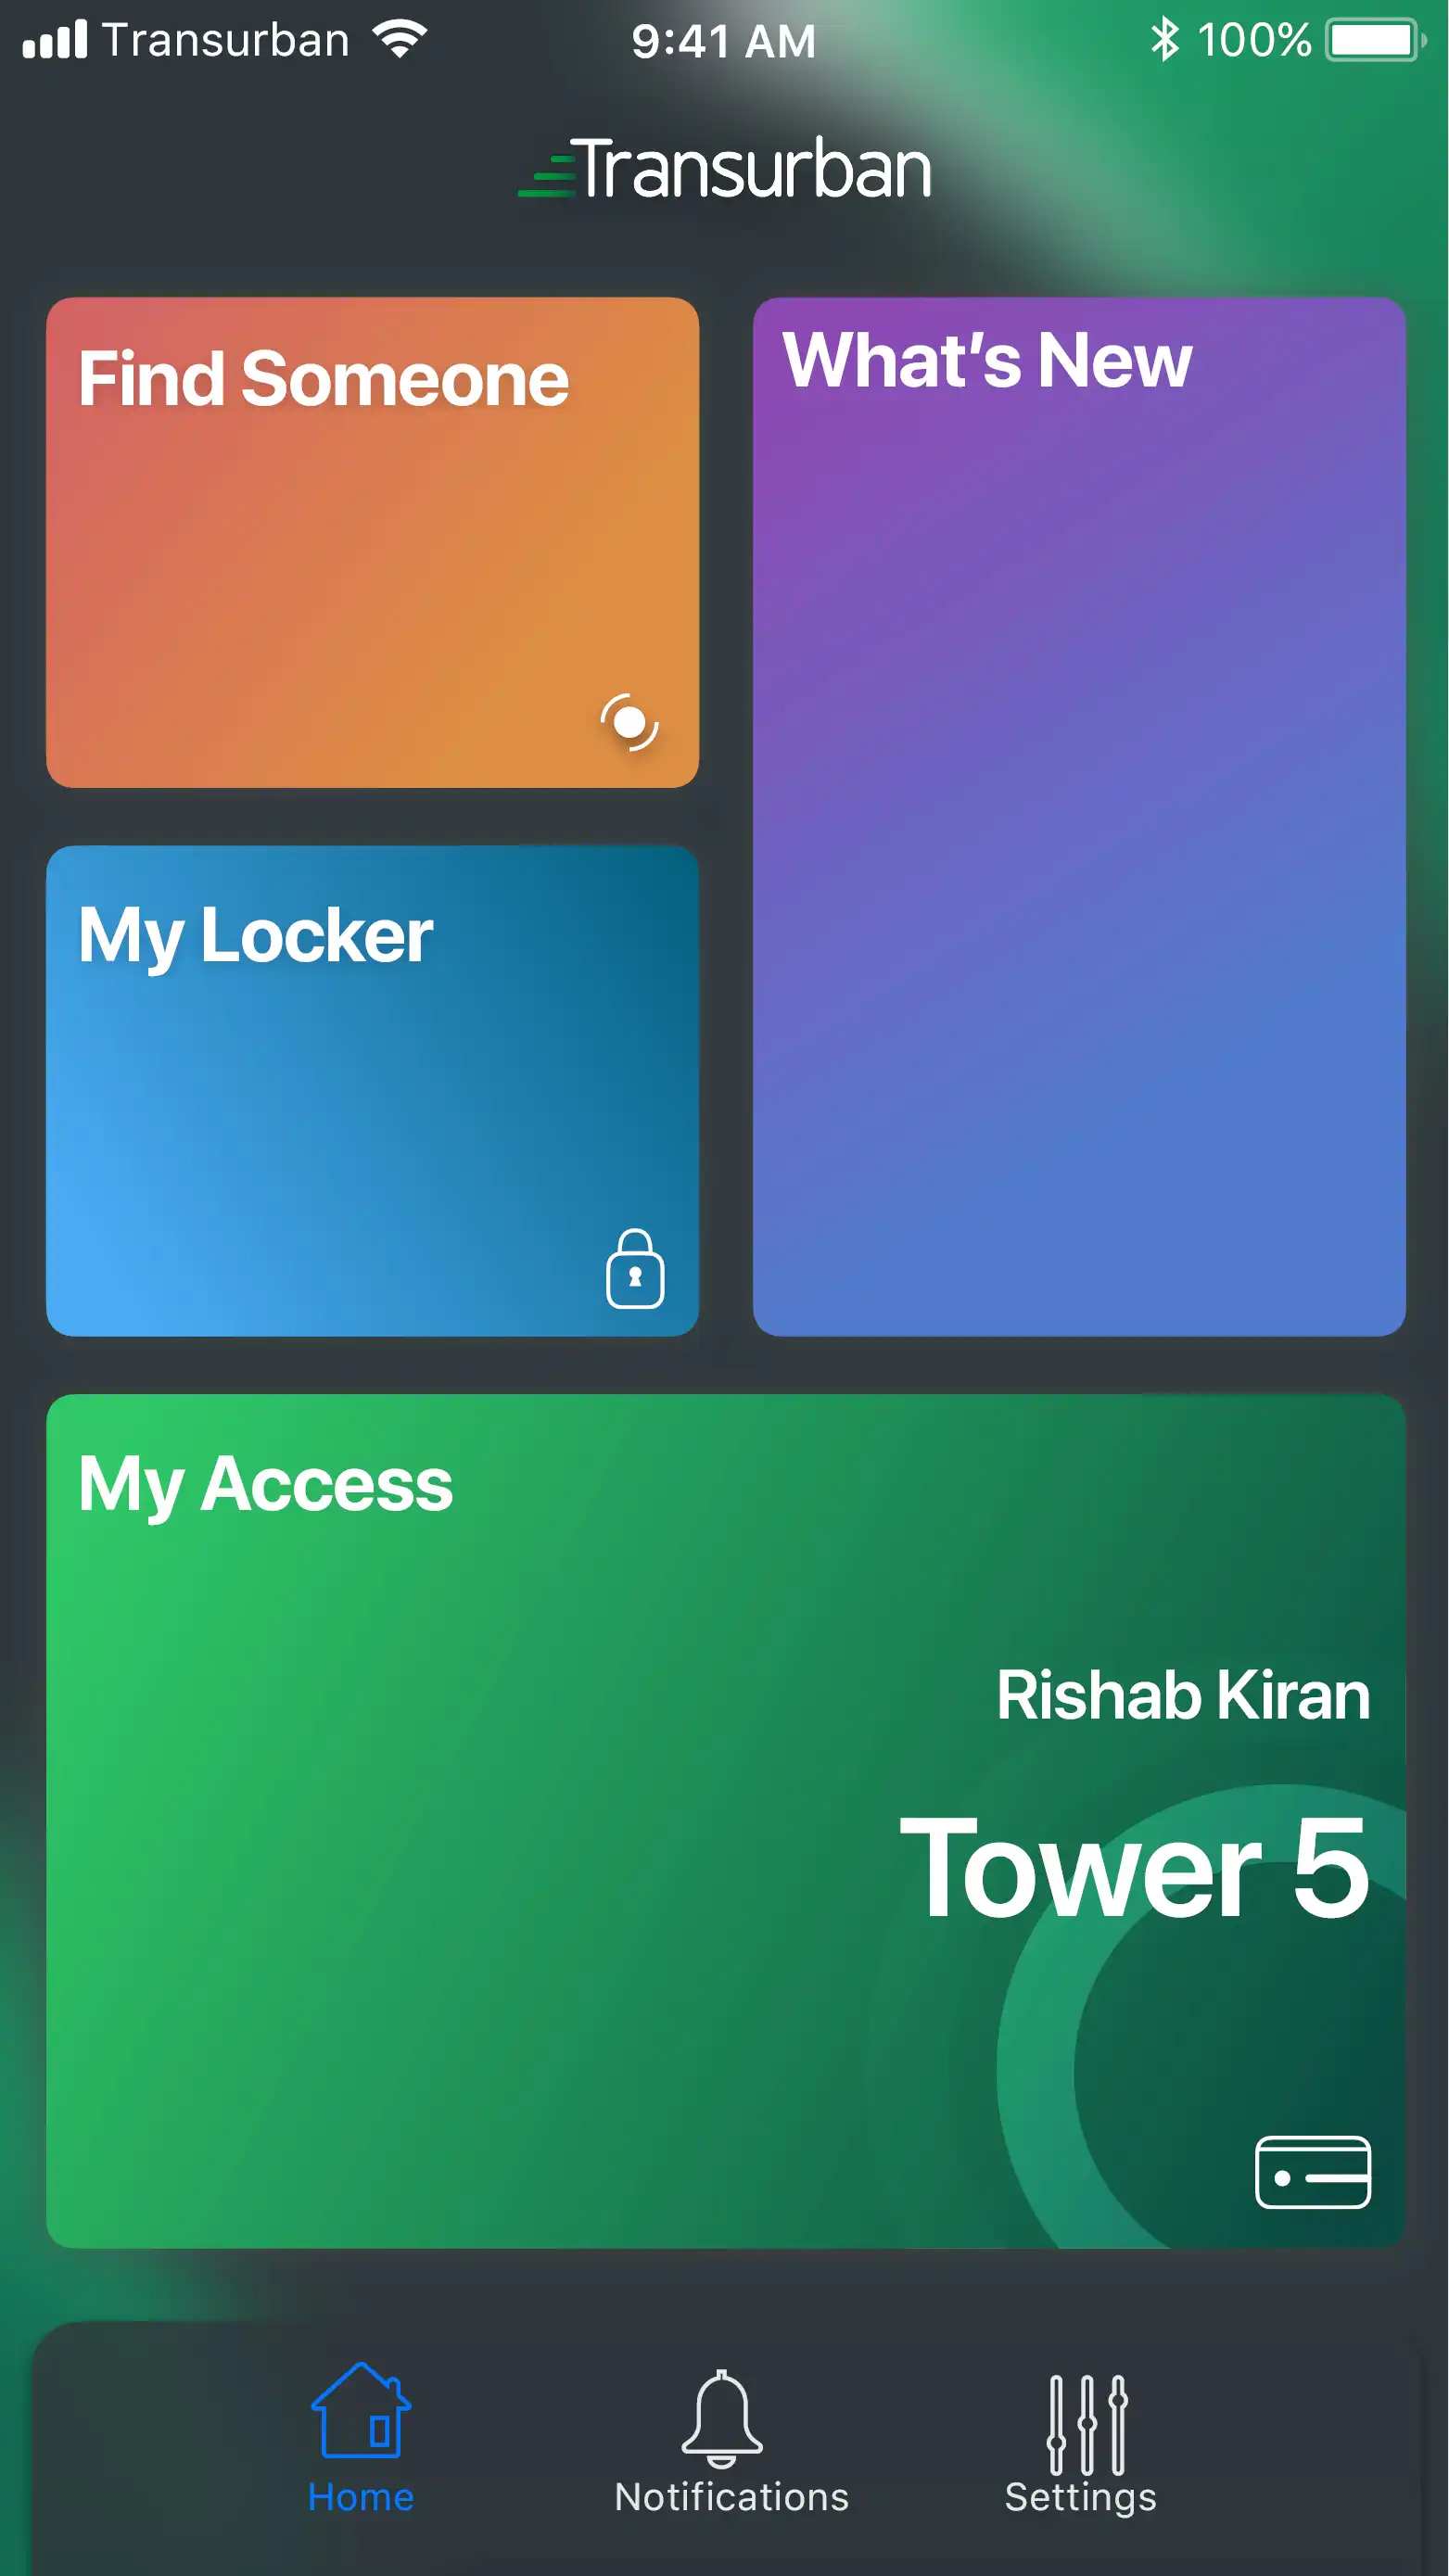 Transurban 9:41 AM 100%
Transurban
Find Someone
What's New
My Locker
My Access
Rishab Kiran
Tower 5
Home Notifications Settings